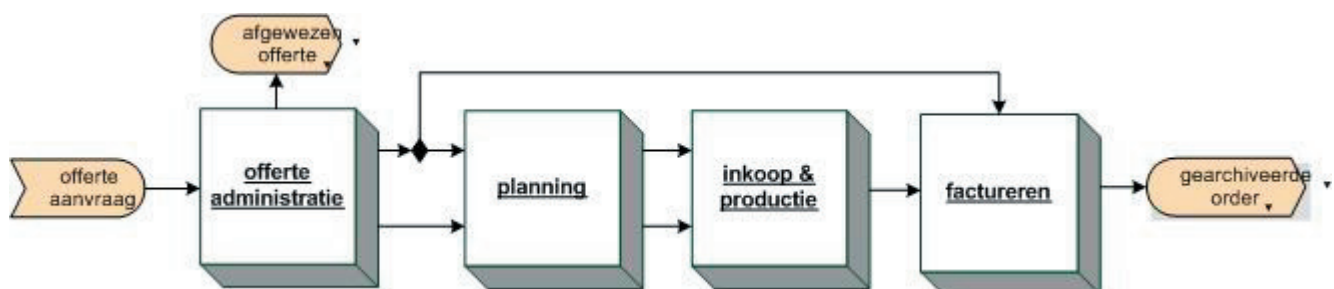 afgewezen
offerte
offerte
aanvraag
offerte
administratie
planning
inkoop &
productie
factureren
gearchiveerde
order